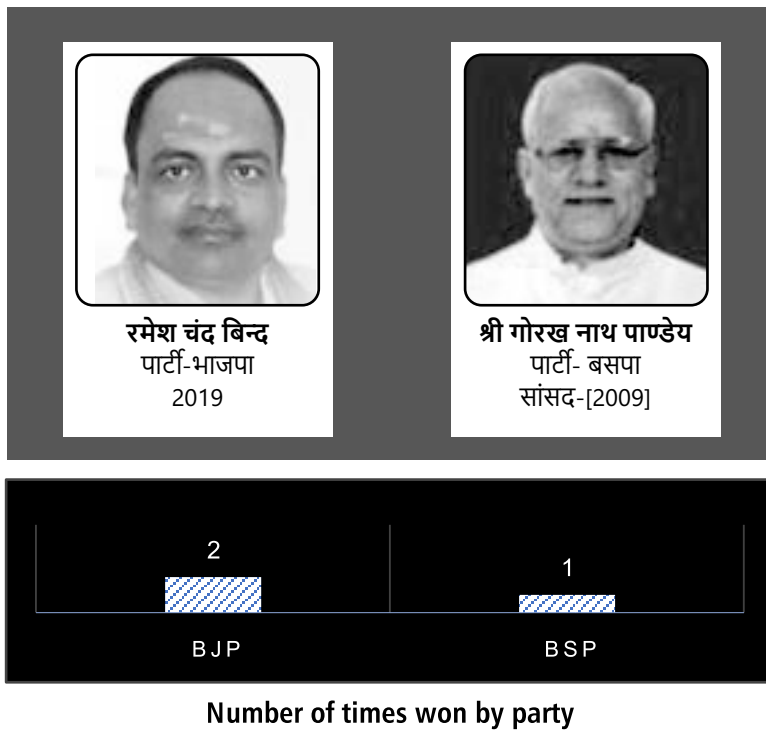 रमेश चंद बिन्द
पार्टी-भाजपा
2019
श्री गोरख नाथ पाण्डेय
पार्टी- बसपा
सांसद-[2009]
2
1
BJP
BSP
Number of times won by party